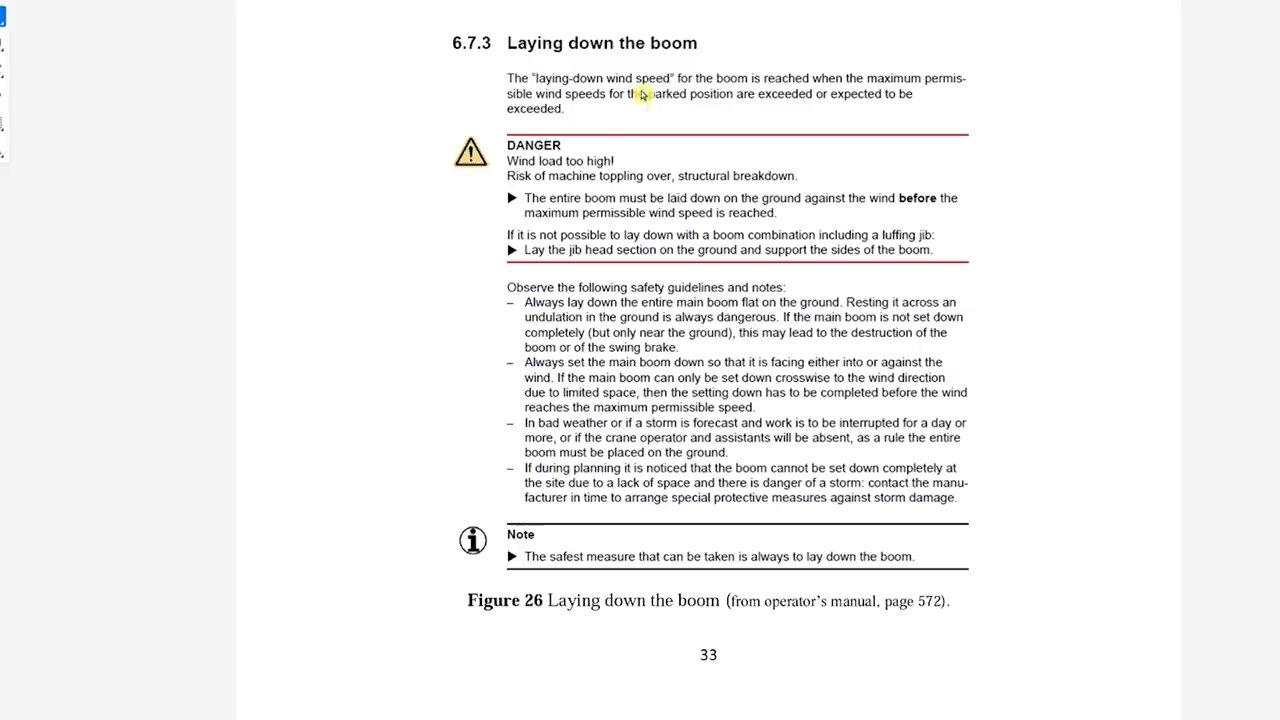 6.7.3 Laying down the boom
The "laying-down wind speed" for the boom is reached when the maximum permis-
sible wind speeds for the parked position are exceeded or expected to be
exceeded.
DANGER
Wind load too high!
Risk of machine toppling over, structural breakdown.
▶ The entire boom must be laid down on the ground against the wind before the
maximum permissible wind speed is reached.
If it is not possible to lay down with a boom combination including a luffing jib:
▶ Lay the jib head section on the ground and support the sides of the boom.
Observe the following safety guidelines and notes:
– Always lay down the entire main boom flat on the ground. Resting it across an
undulation in the ground is always dangerous. If the main boom is not set down
completely (but only near the ground), this may lead to the destruction of the
boom or of the swing brake.
– Always set the main boom down so that it is facing either into or against the
wind. If the main boom can only be set down crosswise to the wind direction
due to limited space, then the setting down has to be completed before the wind
reaches the maximum permissible speed.
– In bad weather or if a storm is forecast and work is to be interrupted for a day or
more, or if the crane operator and assistants will be absent, as a rule the entire
boom must be placed on the ground.
– If during planning it is noticed that the boom cannot be set down completely at
the site due to a lack of space and there is danger of a storm: contact the manu-
facturer in time to arrange special protective measures against storm damage.
Note
▶ The safest measure that can be taken is always to lay down the boom.
Figure 26 Laying down the boom (from operator's manual, page 572).
33